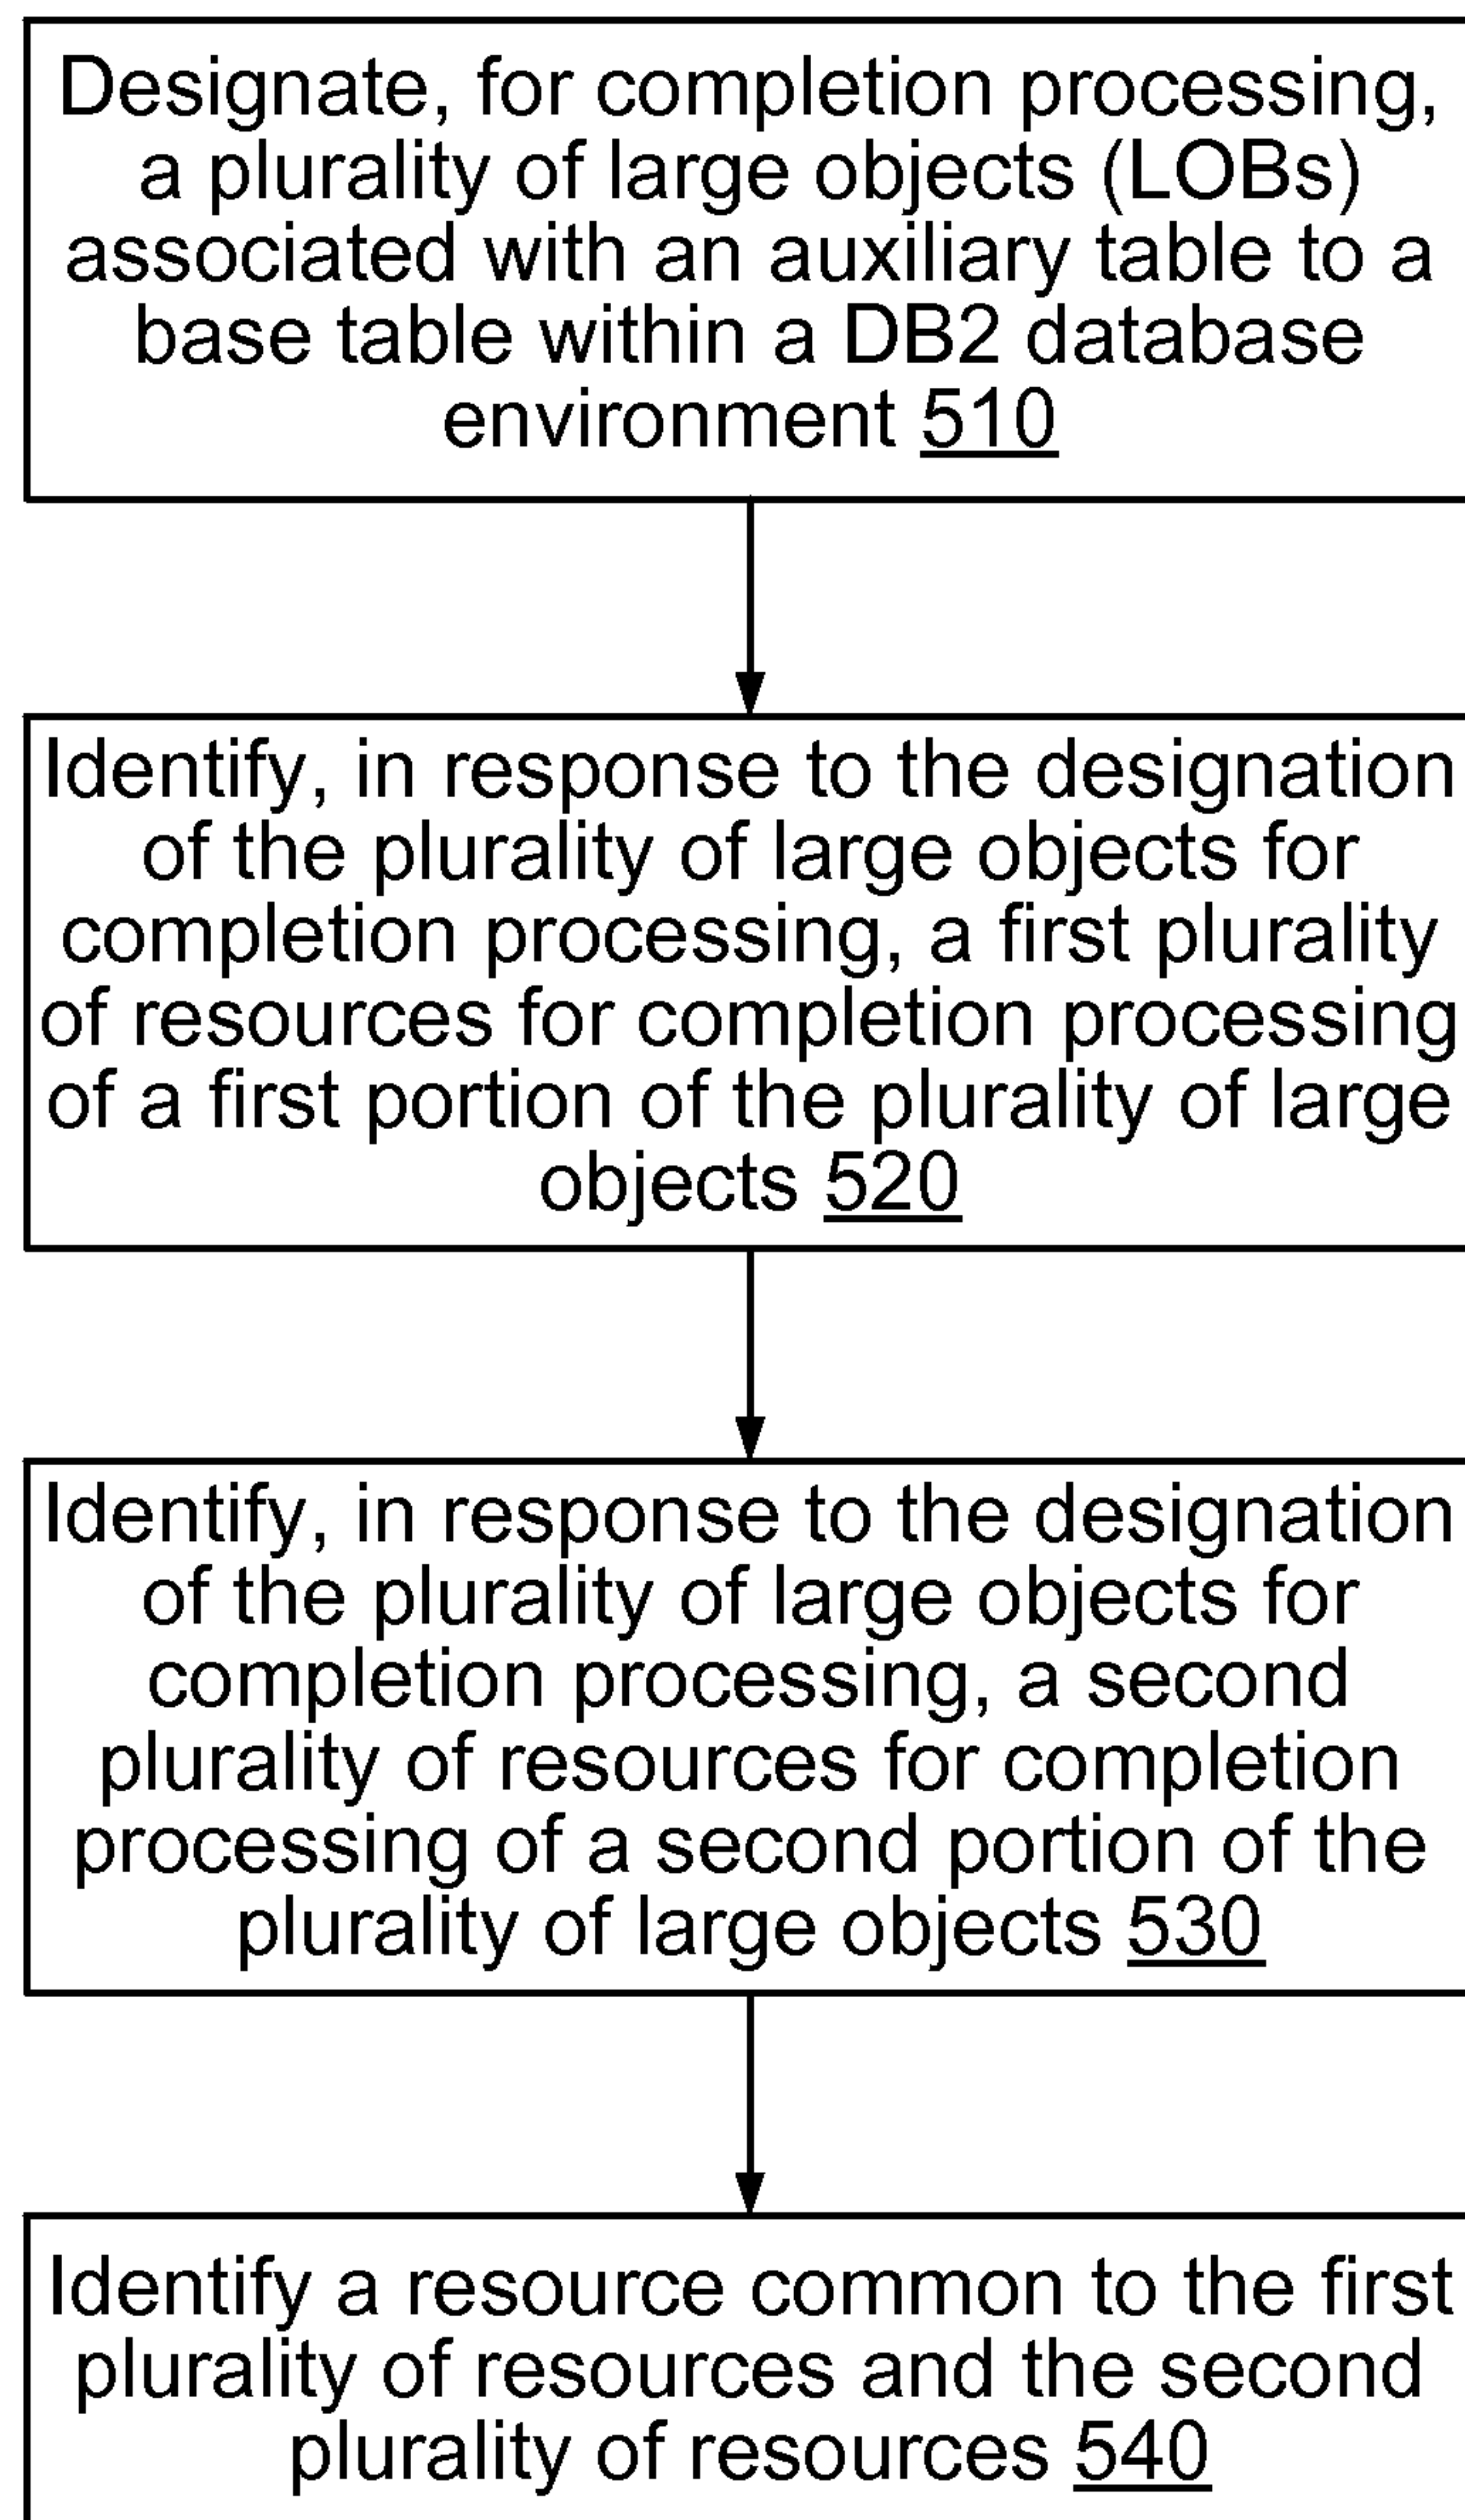 Designate, for completion processing,
a plurality of large objects (LOBs)
associated with an auxiliary table to a
base table within a DB2 database
environment 510
Identify, in response to the designation
of the plurality of large objects for
completion processing, a first plurality
of resources for completion processing
of a first portion of the plurality of large
objects 520
Identify, in response to the designation
of the plurality of large objects for
completion processing, a second
plurality of resources for completion
processing of a second portion of the
plurality of large objects 530
Identify a resource common to the first
plurality of resources and the second
plurality of resources 540